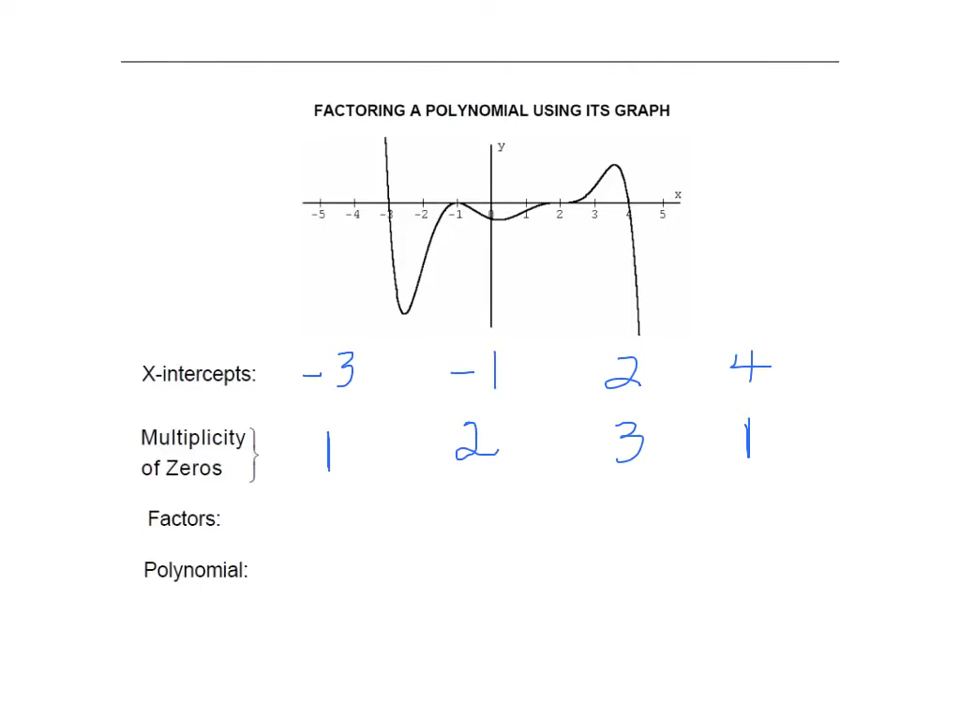 FACTORING A POLYNOMIAL USING ITS GRAPH
y
x
-5 -4 -3 -2 -1 0 1 2 3 4 5
X-intercepts: -3 -1 2 4
Multiplicity
of Zeros 1 2 3 1
Factors:
Polynomial: